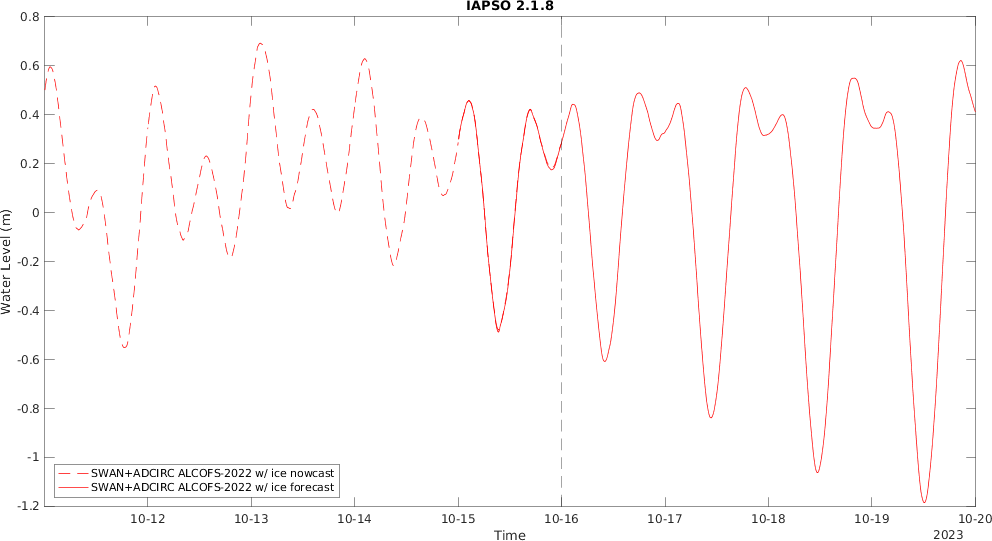 IAPSO 2.1.8
0.8
0.6
0.4
0.2
0
-0.2
-0.4
-0.6
-0.8
-1
-1.2
Water Level (m)
SWAN+ADCIRC ALCOFS-2022 w/ ice nowcast
SWAN+ADCIRC ALCOFS-2022 w/ ice forecast
10-12 10-13 10-14 10-15 10-16 10-17 10-18 10-19 10-20
Time
2023